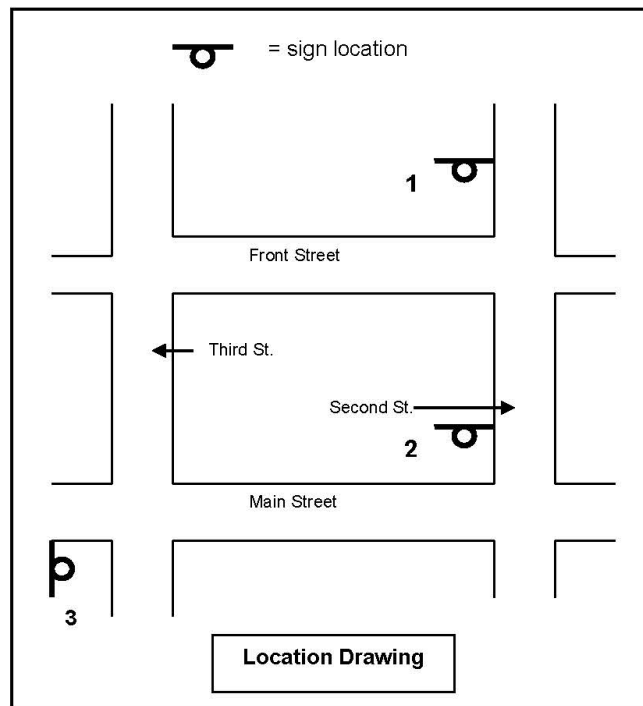 = sign location
1
Front Street
Third St.
Second St.
2
Main Street
3
Location Drawing